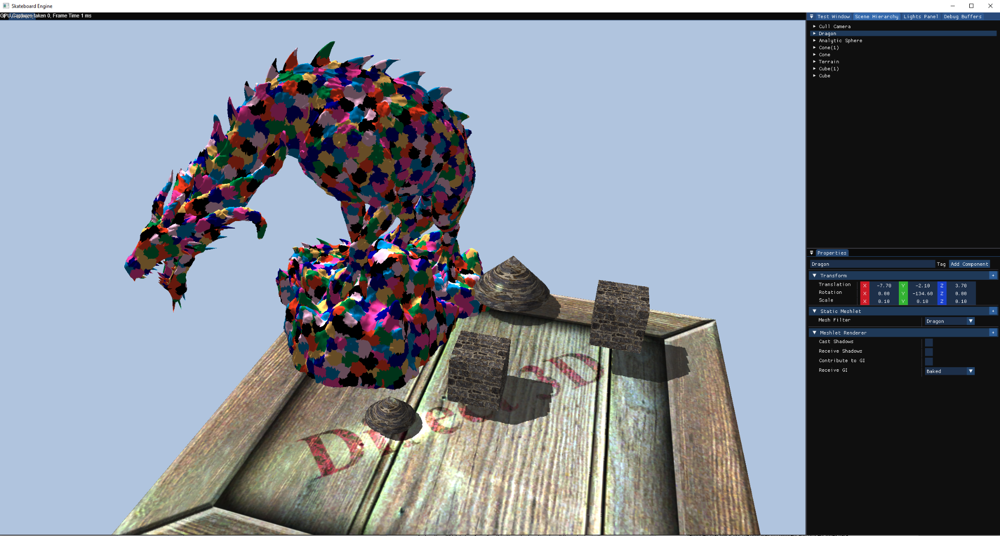 Skateboard Engine
GPU Captures taken 0, Frame Time 1 ms
Test Window Scene Hierarchy Lights Panel Debug Buffers
Cull Camera
Dragon
Analytic Sphere
Cone(1)
Cone
Terrain
Cube(1)
Cube
Properties
Dragon Tag Add Component
Transform +
Translation X -7.70 Y -2.10 Z 3.70
Rotation X 0.00 Y -134.60 Z 0.00
Scale X 0.10 Y 0.10 Z 0.10
Static Meshlet +
Mesh Filter Dragon
Meshlet Renderer +
Cast Shadows
Receive Shadows
Contribute to GI
Receive GI Baked
Direct 3D